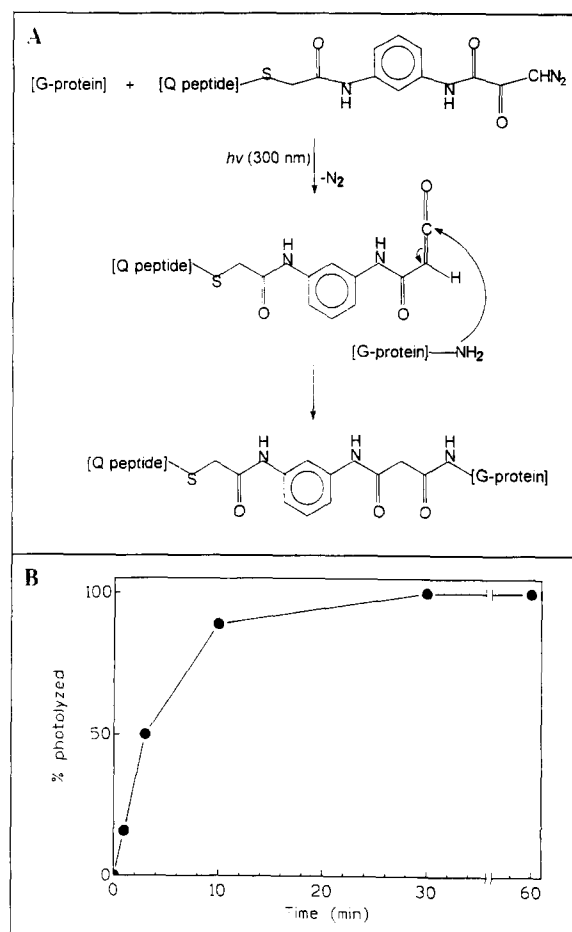 A
O
O
[G-protein] + [Q peptide] S N H N H CHN2
O
hν (300 nm)
-N2
O
C
H H
[Q peptide] S N N H
O O
[G-protein] NH2
H H H
[Q peptide] S N N N [G-protein]
O O O
B
100
50
0
% photolyzed
0 10 20 30 60
Time (min)